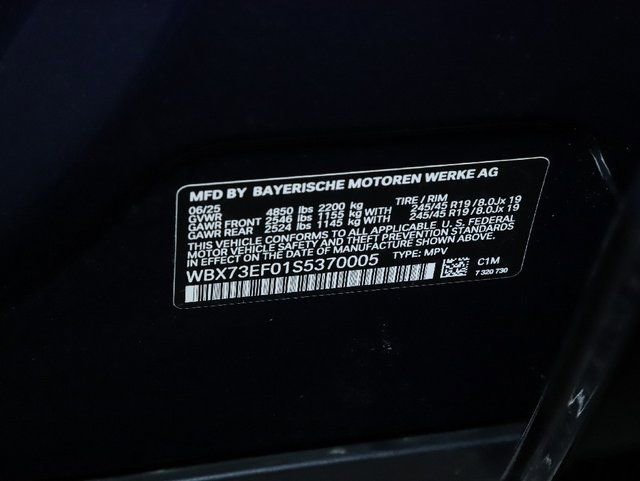 MFD BY BAYERISCHE MOTOREN WERKE AG
06/25 TIRE / RIM
GVWR 4850 lbs 2200 kg
GAWR FRONT 2546 lbs 1155 kg WITH 245/45 R19 /8.0Jx 19
GAWR REAR 2524 lbs 1145 kg WITH 245/45 R19 /8.0Jx 19
THIS VEHICLE CONFORMS TO ALL APPLICABLE U.S. FEDERAL
MOTOR VEHICLE SAFETY AND THEFT PREVENTION STANDARDS
IN EFFECT ON THE DATE OF MANUFACTURE SHOWN ABOVE.
WBX73EF01S5370005 TYPE: MPV
C1M
7 320 730